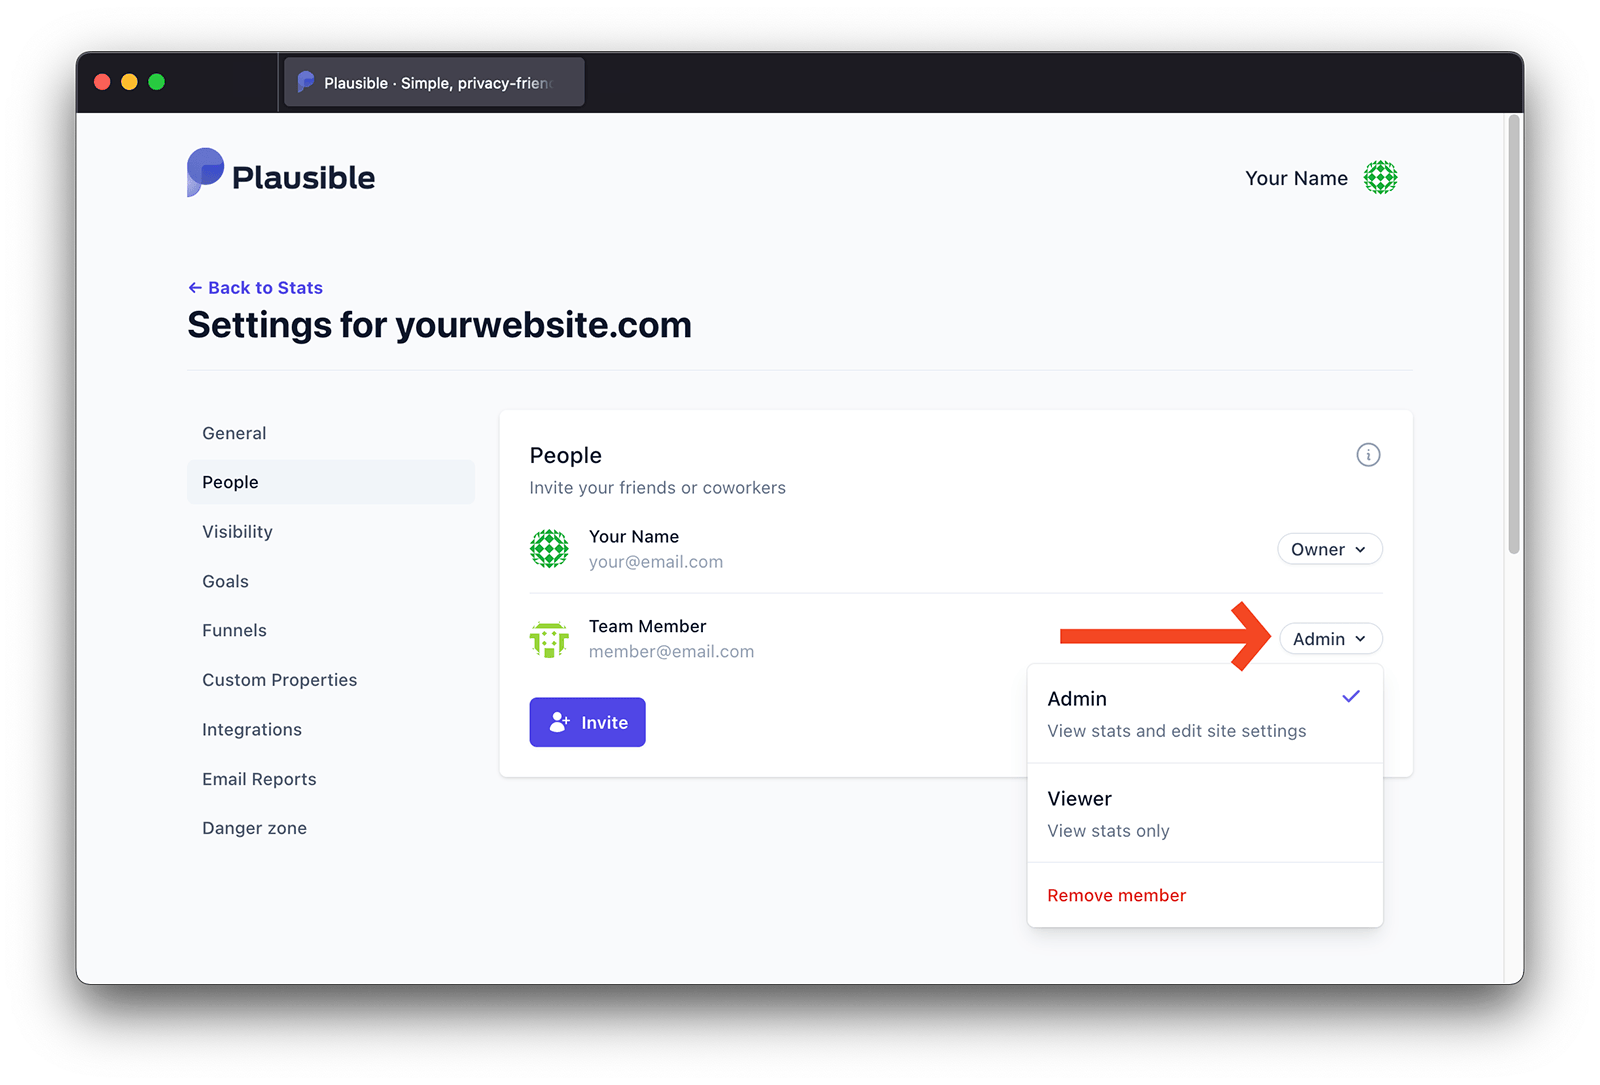 Plausible · Simple, privacy-frien
Plausible
Your Name
← Back to Stats
Settings for yourwebsite.com
General
People
Visibility
Goals
Funnels
Custom Properties
Integrations
Email Reports
Danger zone
People
Invite your friends or coworkers
Your Name
your@email.com
Owner
Team Member
member@email.com
Admin
Invite
Admin
View stats and edit site settings
Viewer
View stats only
Remove member